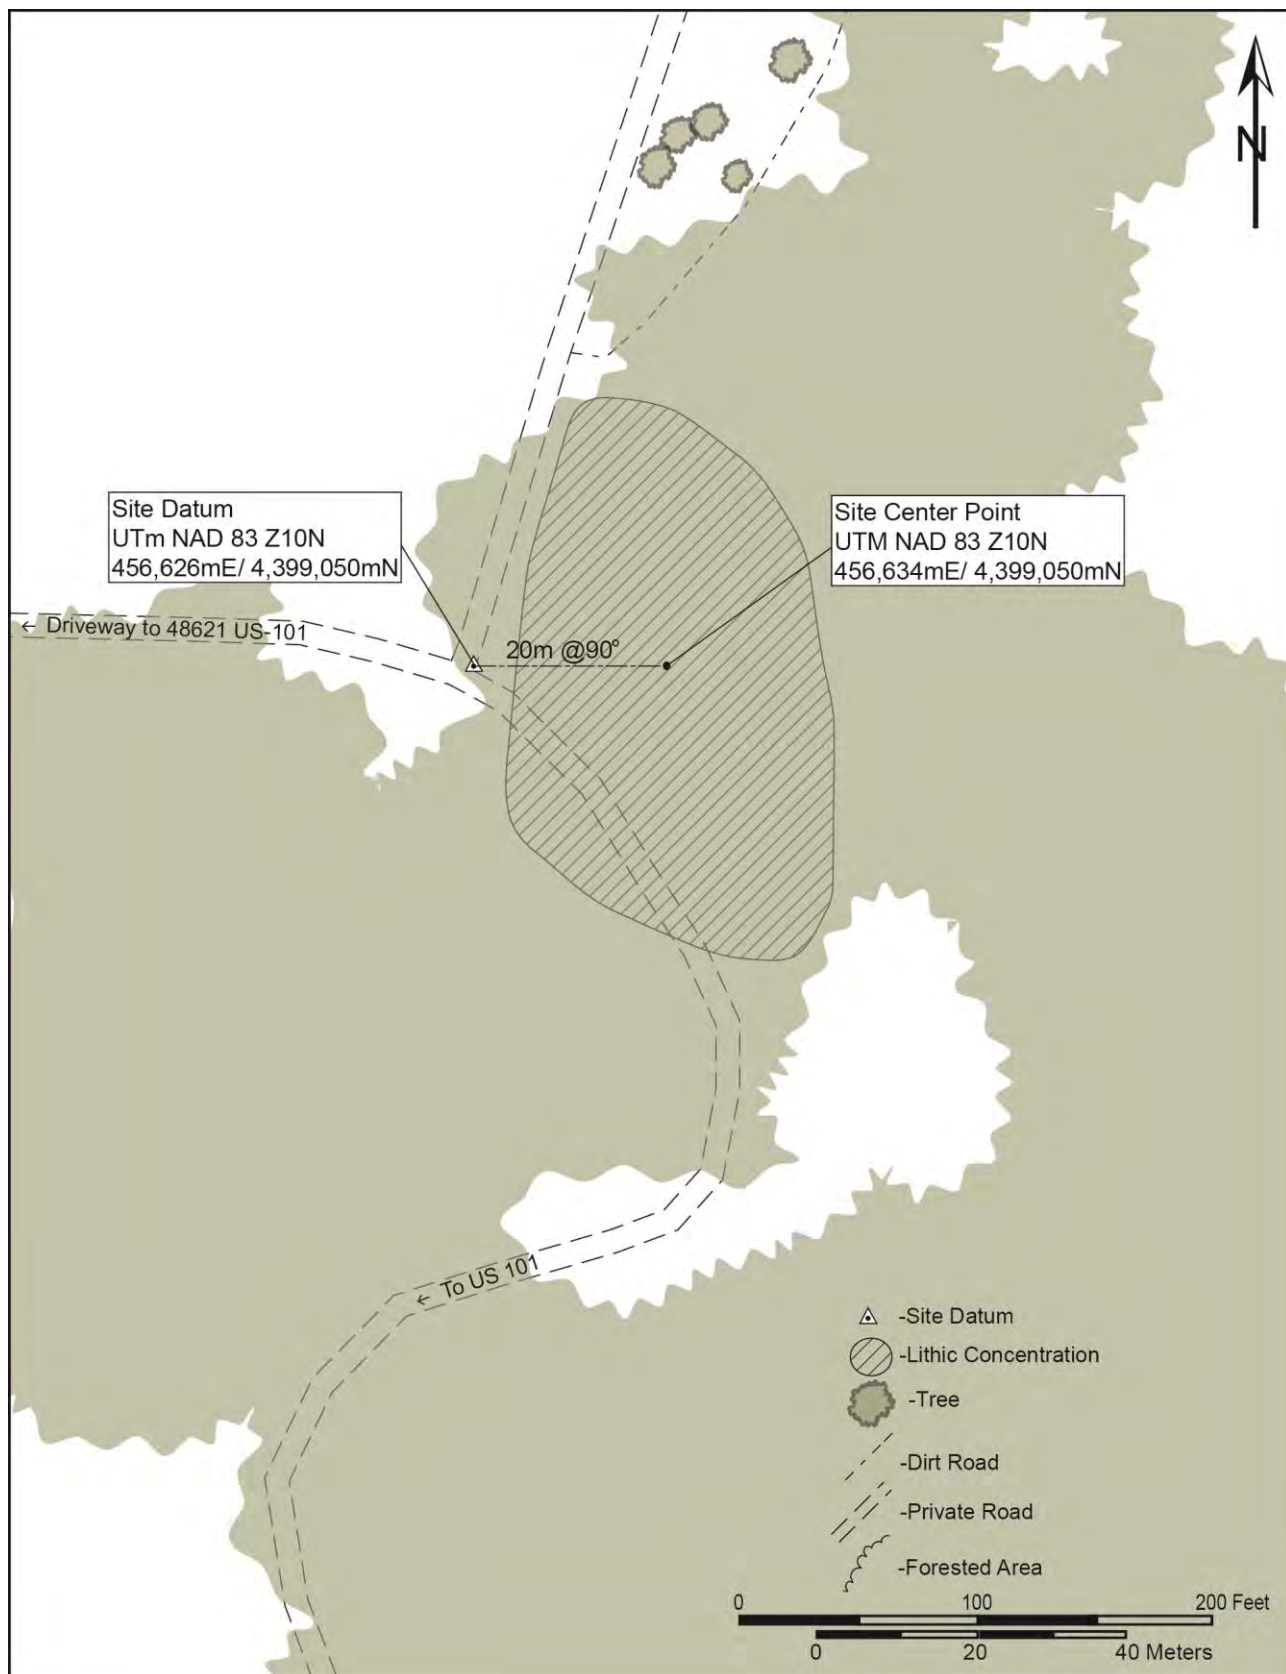 N
Site Datum
UTm NAD 83 Z10N
456,626mE/ 4,399,050mN
Site Center Point
UTM NAD 83 Z10N
456,634mE/ 4,399,050mN
← Driveway to 48621 US-101
20m @90°
← To US 101
-Site Datum
-Lithic Concentration
-Tree
-Dirt Road
-Private Road
-Forested Area
0 100 200 Feet
0 20 40 Meters